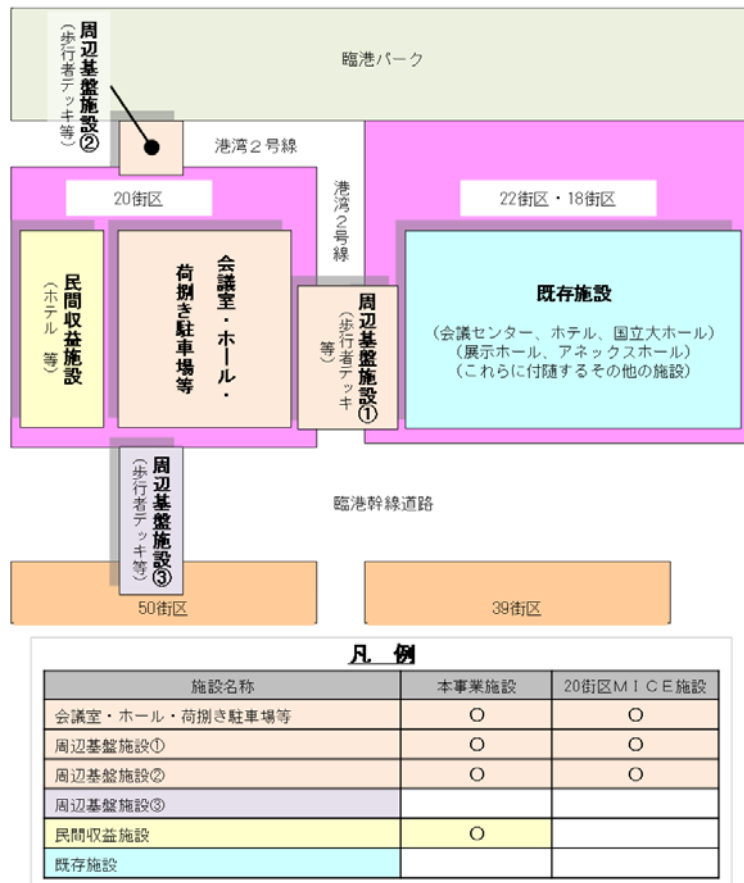 臨港パーク
周辺基盤施設②
（歩行者デッキ等）
港湾２号線
20街区
港湾２号線
22街区・18街区
民間収益施設
（ホテル 等）
会議室・ホール・
荷捌き駐車場等
周辺基盤施設①
（歩行者デッキ
等）
既存施設
（会議センター、ホテル、国立大ホール）
（展示ホール、アネックスホール）
（これらに付随するその他の施設）
周辺基盤施設③
（歩行者デッキ等）
臨港幹線道路
50街区
39街区
凡 例
施設名称 本事業施設 20街区ＭＩＣＥ施設
会議室・ホール・荷捌き駐車場等 ○ ○
周辺基盤施設① ○ ○
周辺基盤施設② ○ ○
周辺基盤施設③
民間収益施設 ○
既存施設